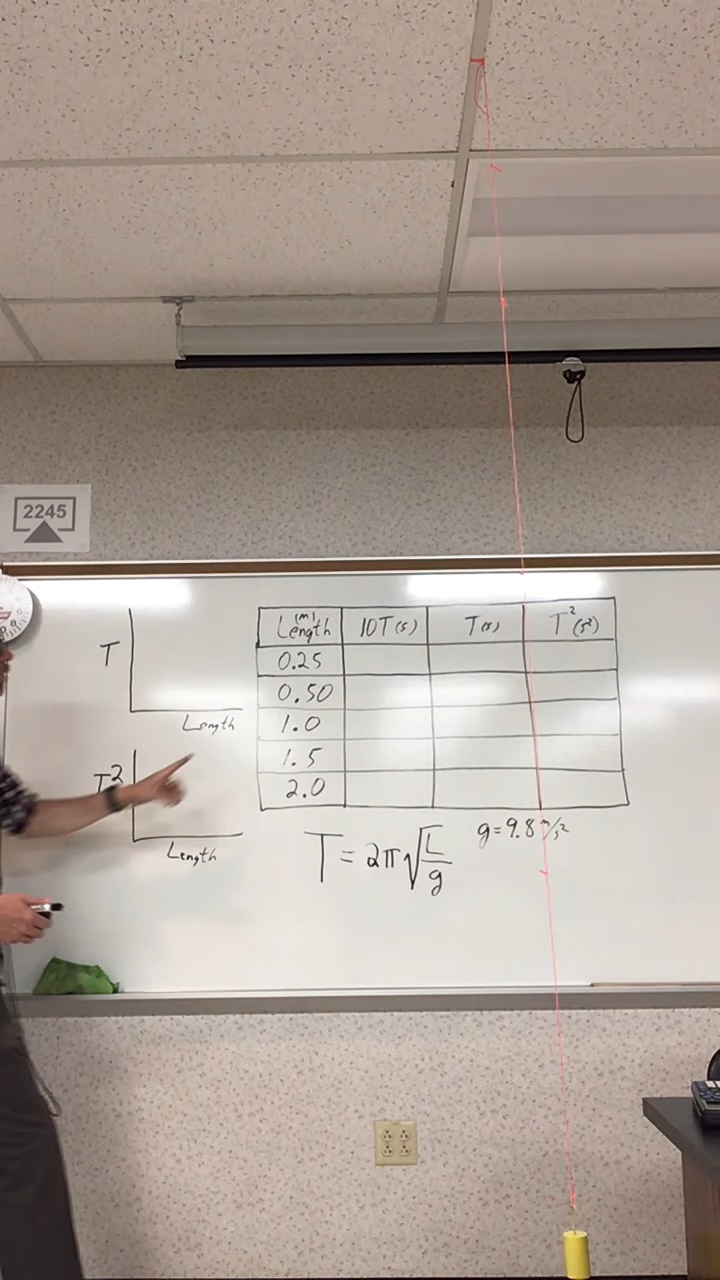 2245
T
Length
T²
Length
(m)
Length 10T(s) T(s) T²(s²)
0.25
0.50
1.0
1.5
2.0
T = 2π√(L/g)
g = 9.8 m/s²